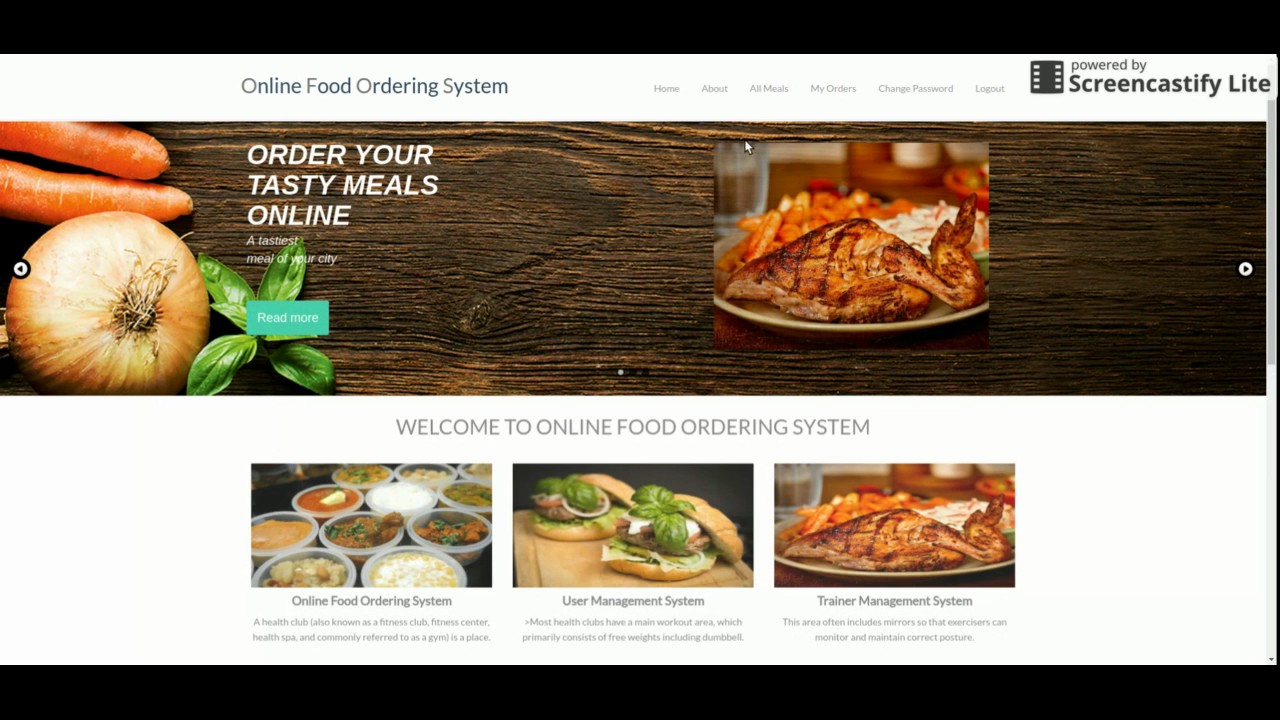 Online Food Ordering System
Home About All Meals My Orders Change Password Logout
powered by
Screencastify Lite
ORDER YOUR
TASTY MEALS
ONLINE
A tastiest
meal of your city
Read more
WELCOME TO ONLINE FOOD ORDERING SYSTEM
Online Food Ordering System
A health club (also known as a fitness club, fitness center,
health spa, and commonly referred to as a gym) is a place.
User Management System
>Most health clubs have a main workout area, which
primarily consists of free weights including dumbbell.
Trainer Management System
This area often includes mirrors so that exercisers can
monitor and maintain correct posture.